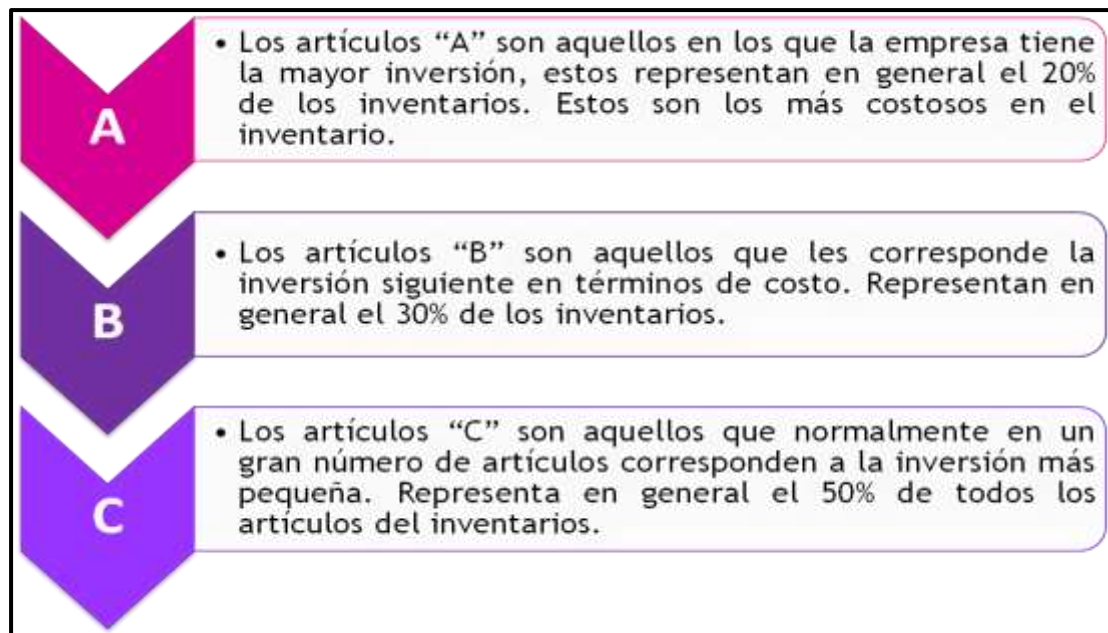 A
• Los artículos “A” son aquellos en los que la empresa tiene
la mayor inversión, estos representan en general el 20%
de los inventarios. Estos son los más costosos en el
inventario.
B
• Los artículos “B” son aquellos que les corresponde la
inversión siguiente en términos de costo. Representan en
general el 30% de los inventarios.
C
• Los artículos “C” son aquellos que normalmente en un
gran número de artículos corresponden a la inversión más
pequeña. Representa en general el 50% de todos los
artículos del inventarios.